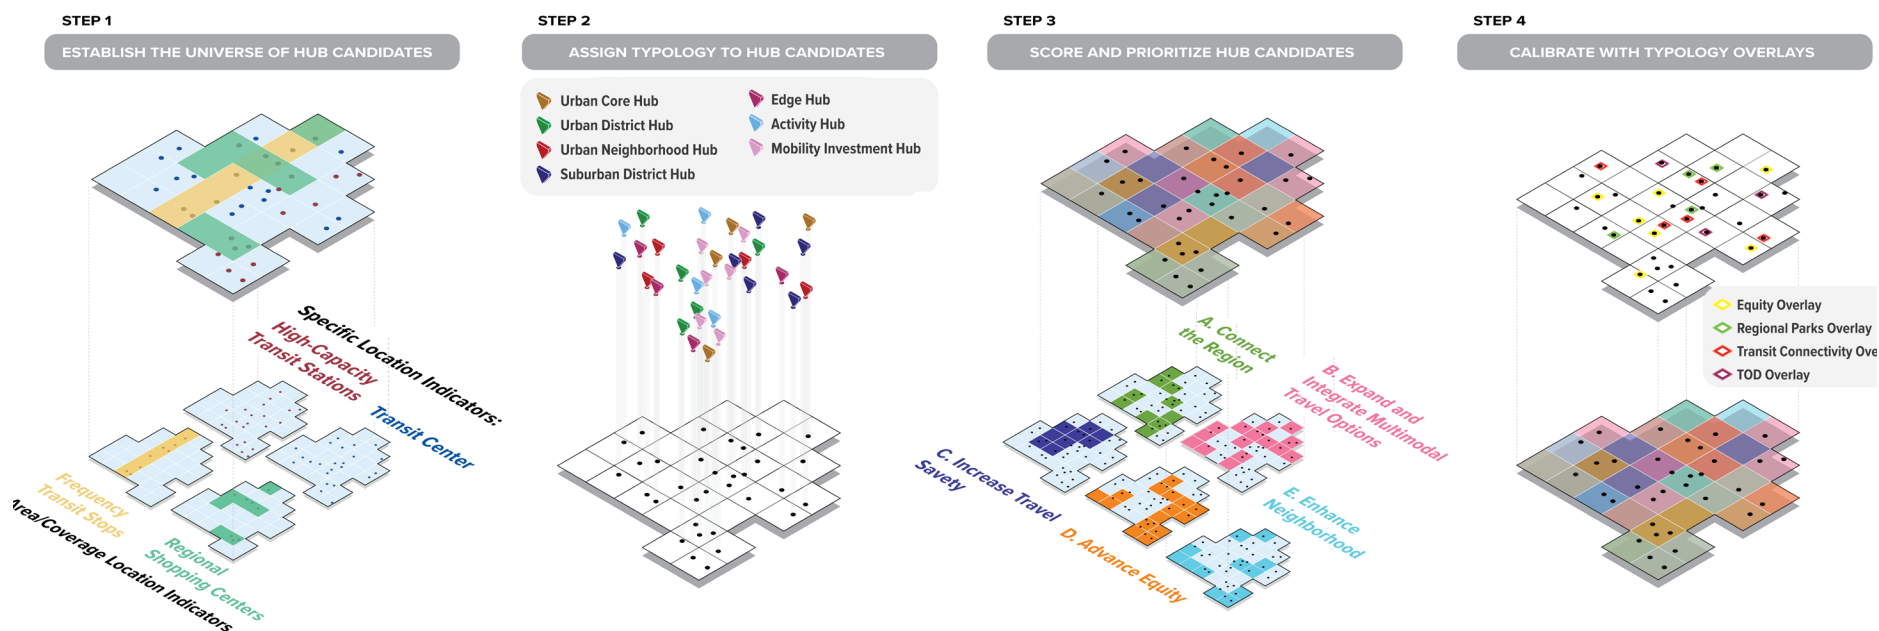 STEP 1
ESTABLISH THE UNIVERSE OF HUB CANDIDATES
Specific Location Indicators:
High-Capacity
Transit Stations
Transit Center
Frequency
Transit Stops
Regional
Shopping Centers
Area/Coverage Location Indicators
STEP 2
ASSIGN TYPOLOGY TO HUB CANDIDATES
Urban Core Hub
Urban District Hub
Urban Neighborhood Hub
Suburban District Hub
Edge Hub
Activity Hub
Mobility Investment Hub
STEP 3
SCORE AND PRIORITIZE HUB CANDIDATES
A. Connect
the Region
B. Expand and
Integrate Multimodal
Travel Options
C. Increase Travel
Savety
D. Advance Equity
E. Enhance
Neighborhood
STEP 4
CALIBRATE WITH TYPOLOGY OVERLAYS
Equity Overlay
Regional Parks Overlay
Transit Connectivity Ove
TOD Overlay